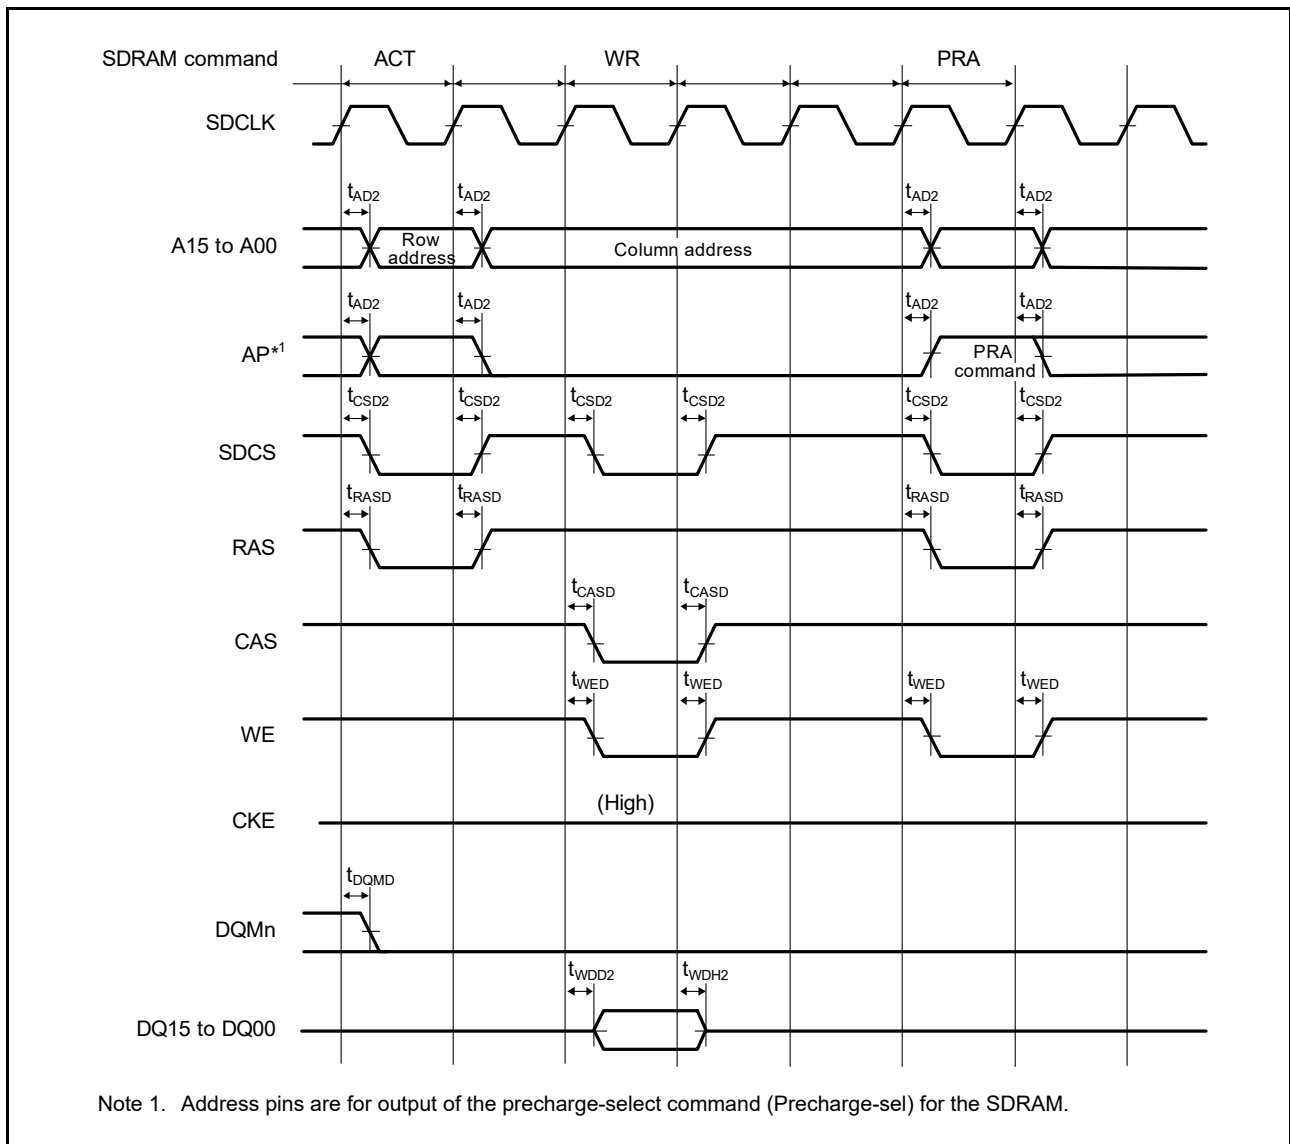 SDRAM command ACT WR PRA
SDCLK
tAD2 tAD2 tAD2 tAD2
A15 to A00 Row address Column address
tAD2 tAD2 tAD2 tAD2
AP*1 PRA command
tCSD2 tCSD2 tCSD2 tCSD2 tCSD2 tCSD2
SDCS
tRASD tRASD tRASD tRASD
RAS
tCASD tCASD
CAS
tWED tWED tWED tWED
WE
(High)
CKE
tDQMD
DQMn
tWDD2 tWDH2
DQ15 to DQ00
Note 1. Address pins are for output of the precharge-select command (Precharge-sel) for the SDRAM.